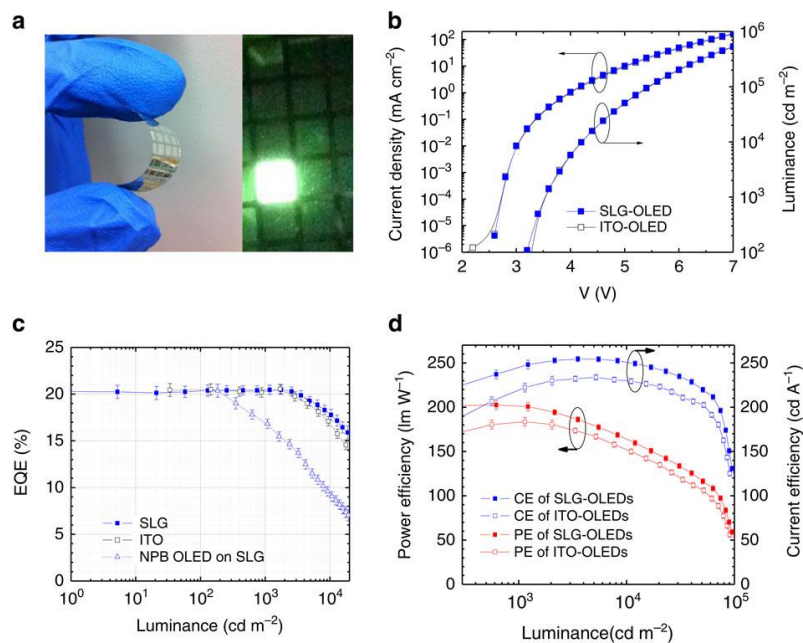 a
b
10²
10¹
10⁰
10⁻¹
10⁻²
10⁻³
10⁻⁴
10⁻⁵
10⁻⁶
Current density (mA cm⁻²)
10⁶
10⁵
10⁴
10³
10²
Luminance (cd m⁻²)
SLG-OLED
ITO-OLED
2 3 4 5 6 7
V (V)
c
25
20
15
10
5
0
EQE (%)
SLG
ITO
NPB OLED on SLG
10⁰ 10¹ 10² 10³ 10⁴
Luminance (cd m⁻²)
d
250
200
150
100
50
0
Power efficiency (lm W⁻¹)
250
200
150
100
50
0
Current efficiency (cd A⁻¹)
CE of SLG-OLEDs
CE of ITO-OLEDs
PE of SLG-OLEDs
PE of ITO-OLEDs
10³ 10⁴ 10⁵
Luminance(cd m⁻²)